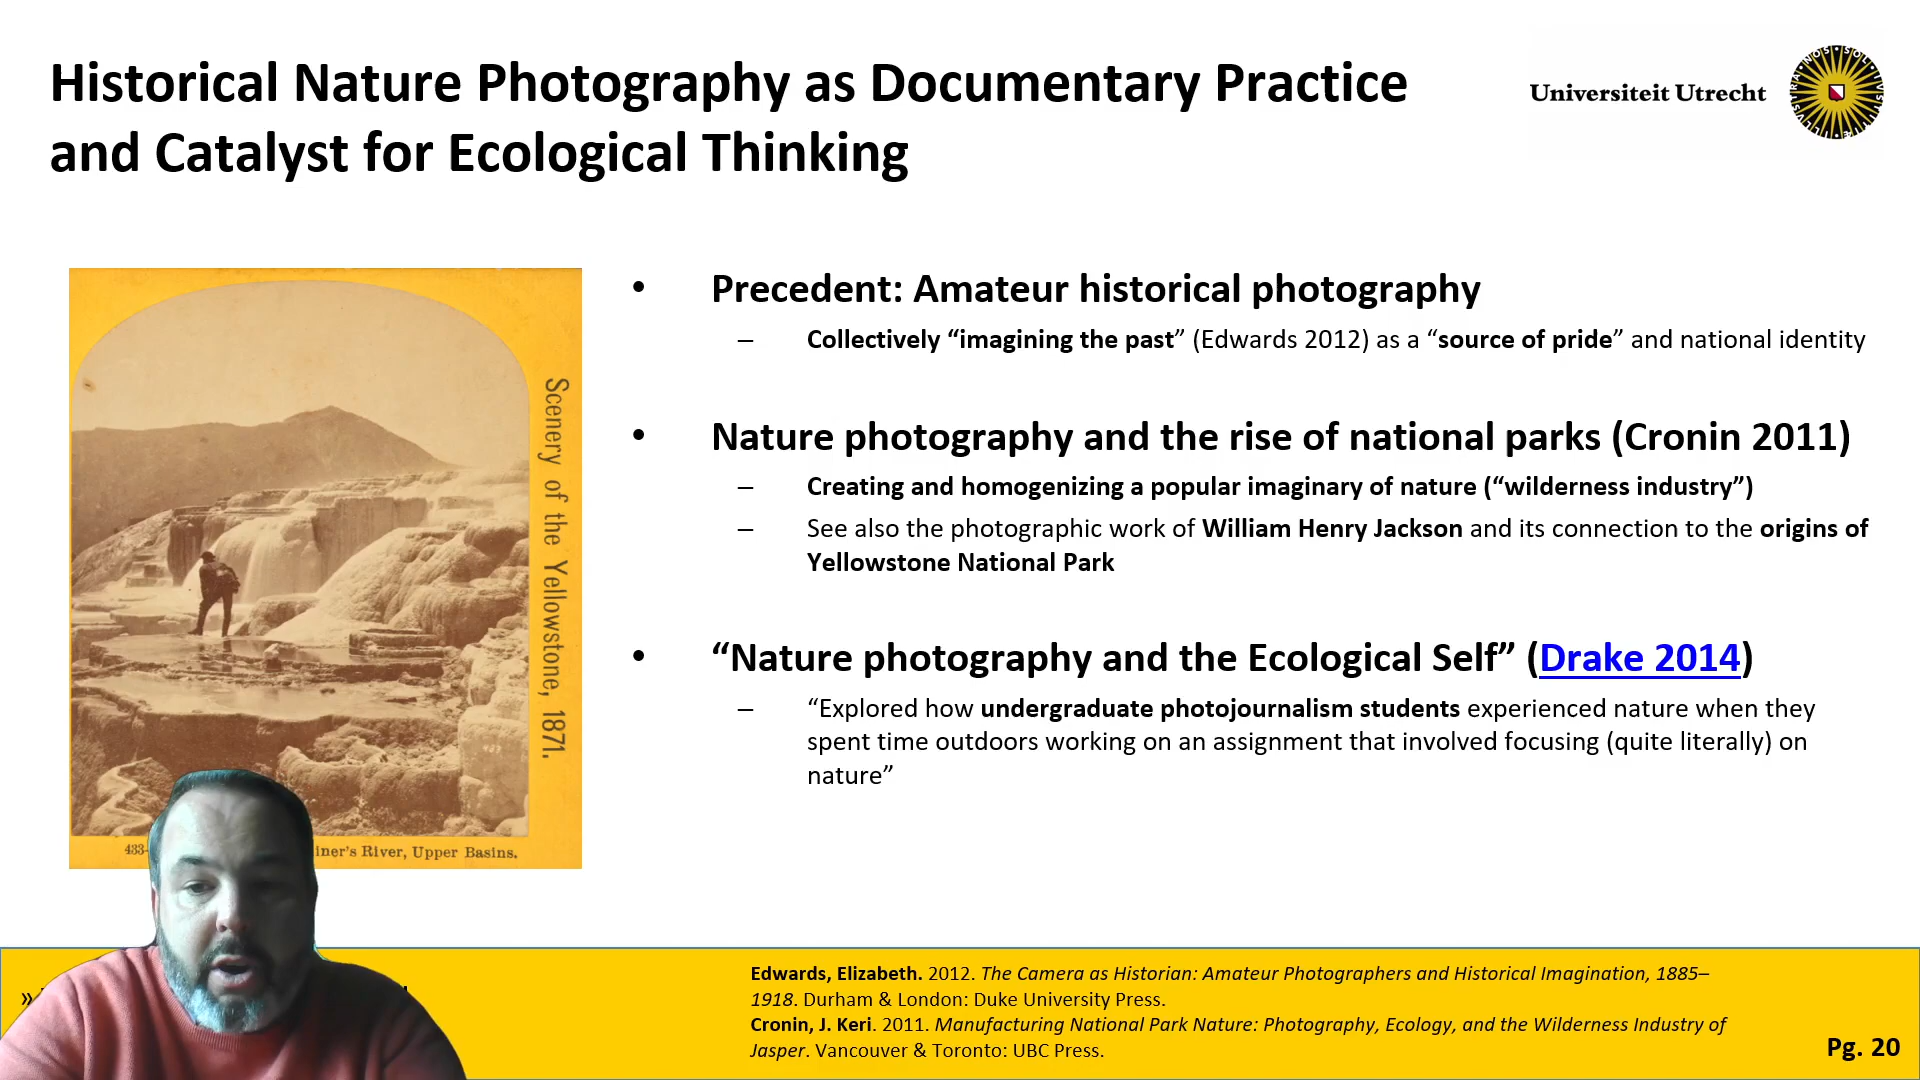 Historical Nature Photography as Documentary Practice
and Catalyst for Ecological Thinking
Universiteit Utrecht
Scenery of the Yellowstone, 1871.
iner's River, Upper Basins.
• Precedent: Amateur historical photography
– Collectively “imagining the past” (Edwards 2012) as a “source of pride” and national identity
• Nature photography and the rise of national parks (Cronin 2011)
– Creating and homogenizing a popular imaginary of nature (“wilderness industry”)
– See also the photographic work of William Henry Jackson and its connection to the origins of
Yellowstone National Park
• “Nature photography and the Ecological Self” (Drake 2014)
– “Explored how undergraduate photojournalism students experienced nature when they
spent time outdoors working on an assignment that involved focusing (quite literally) on
nature”
433-
»
Edwards, Elizabeth. 2012. The Camera as Historian: Amateur Photographers and Historical Imagination, 1885–
1918. Durham & London: Duke University Press.
Cronin, J. Keri. 2011. Manufacturing National Park Nature: Photography, Ecology, and the Wilderness Industry of
Jasper. Vancouver & Toronto: UBC Press.
Pg. 20